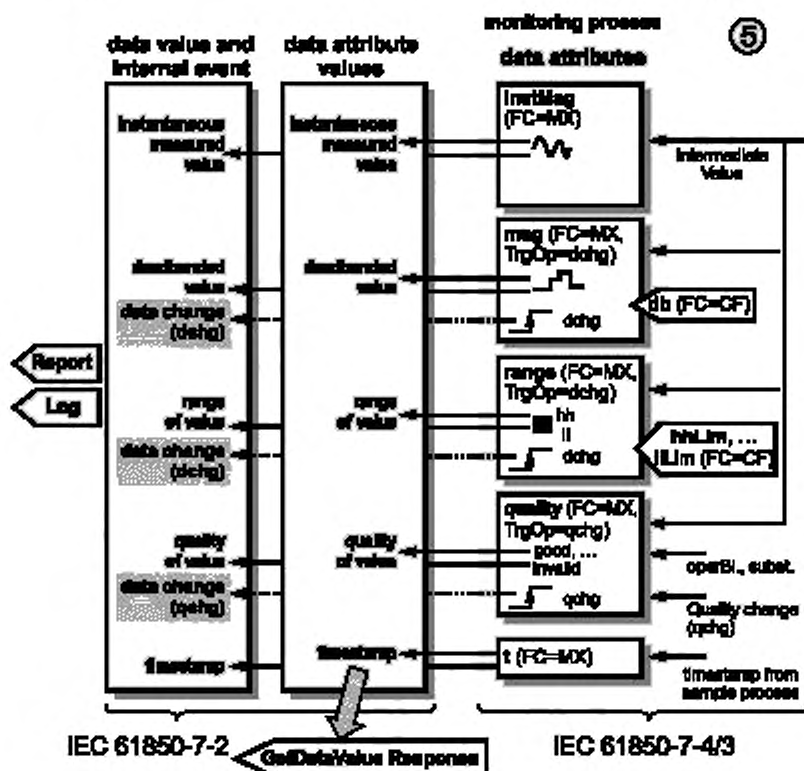 monitoring prosess
⑤
data value and
internal event
data attribute
values
data attributes
instantaneous
measured
value
instantaneous
measured
value
InstMag
(FC=MX)
Intermediate
Value
deadbanded
value
deadbanded
value
mag (FC=MX,
TrgOp=dchg)
data change
(dchg)
dchg
db (FC=CF)
Report
Log
range
of value
range
of value
range (FC=MX,
TrgOp=dchg)
hh
ll
data change
(dchg)
dchg
hhLim, ...
llLim (FC=CF)
quality
of value
quality
of value
quality (FC=MX,
TrgOp=qchg)
good, ...
invalid
operBl., subst.
data change
(qchg)
qchg
Quality change
(qchg)
timestamp
timestamp
t (FC=MX)
timestamp from
sample process
IEC 61850-7-2
GetDataValue Response
IEC 61850-7-4/3